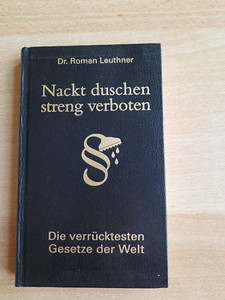 Dr. Roman Leuthner
Nackt duschen
streng verboten
§
Die verrücktesten
Gesetze der Welt